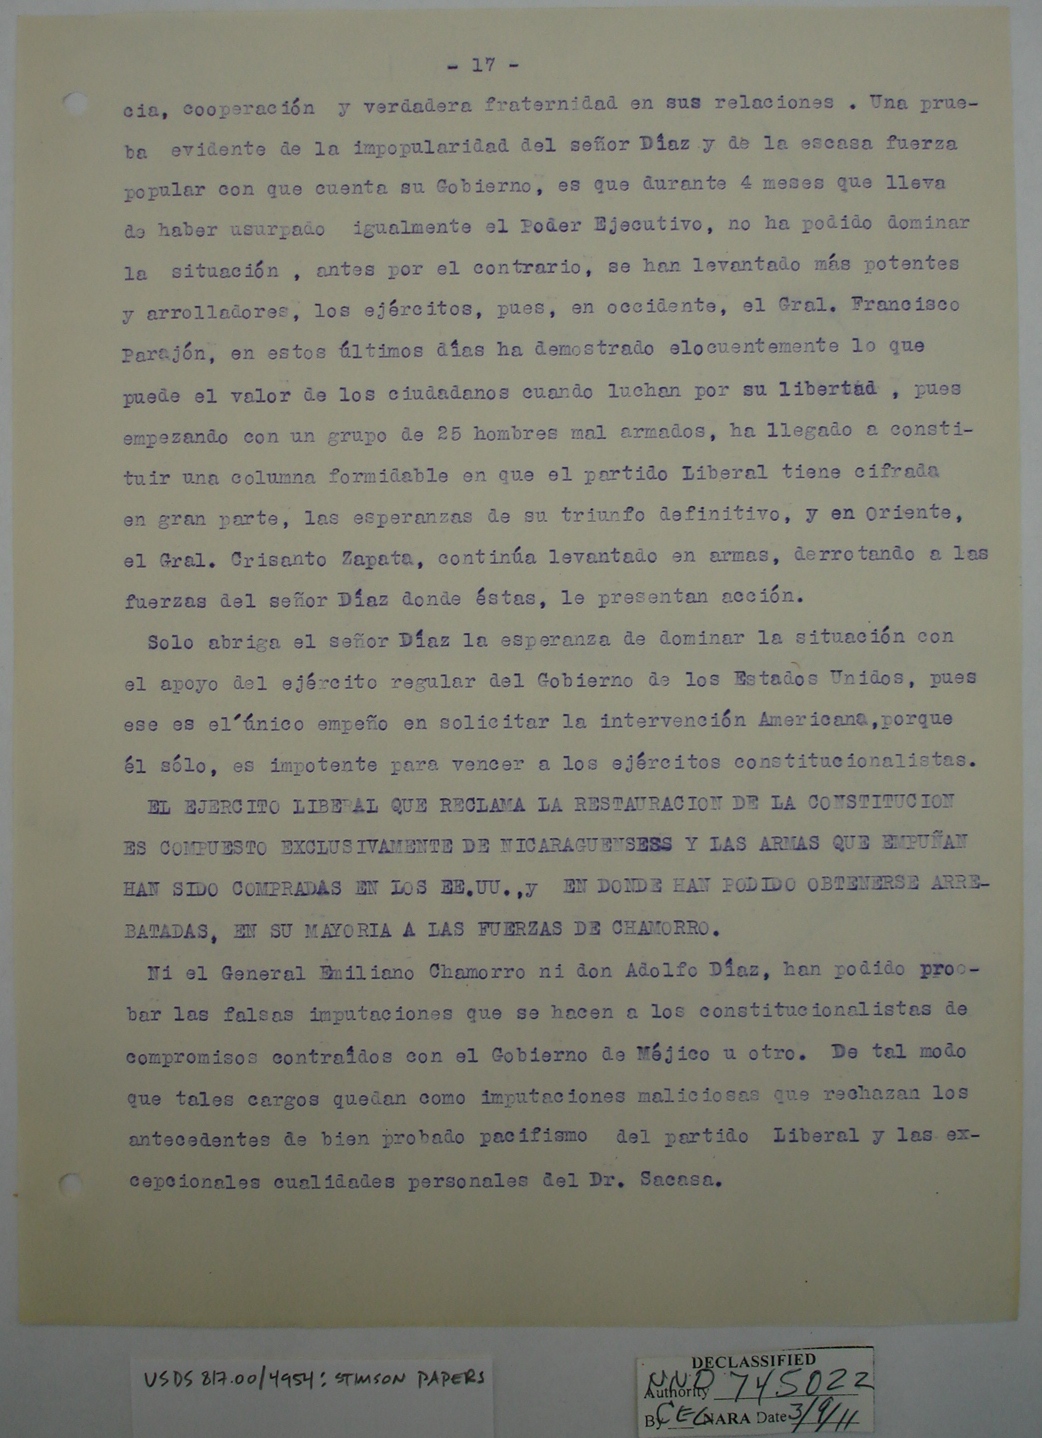 - 17 -
cia, cooperación y verdadera fraternidad en sus relaciones . Una prue-
ba evidente de la impopularidad del señor Díaz y de la escasa fuerza
popular con que cuenta su Gobierno, es que durante 4 meses que lleva
de haber usurpado igualmente el Poder Ejecutivo, no ha podido dominar
la situación , antes por el contrario, se han levantado más potentes
y arrolladores, los ejércitos, pues, en occidente, el Gral. Francisco
Parajón, en estos últimos días ha demostrado elocuentemente lo que
puede el valor de los ciudadanos cuando luchan por su libertad , pues
empezando con un grupo de 25 hombres mal armados, ha llegado a consti-
tuir una columna formidable en que el partido Liberal tiene cifrada
en gran parte, las esperanzas de su triunfo definitivo, y en Oriente,
el Gral. Crisanto Zapata, continúa levantado en armas, derrotando a las
fuerzas del señor Díaz donde éstas, le presentan acción.
Solo abriga el señor Díaz la esperanza de dominar la situación con
el apoyo del ejército regular del Gobierno de los Estados Unidos, pues
ese es el´único empeño en solicitar la intervención Americana,porque
él sólo, es impotente para vencer a los ejércitos constitucionalistas.
EL EJERCITO LIBERAL QUE RECLAMA LA RESTAURACION DE LA CONSTITUCION
ES COMPUESTO EXCLUSIVAMENTE DE NICARAGUENSESS Y LAS ARMAS QUE EMPUÑAN
HAN SIDO COMPRADAS EN LOS EE.UU.,y EN DONDE HAN PODIDO OBTENERSE ARRE-
BATADAS, EN SU MAYORIA A LAS FUERZAS DE CHAMORRO.
Ni el General Emiliano Chamorro ni don Adolfo Díaz, han podido proo-
bar las falsas imputaciones que se hacen a los constitucionalistas de
compromisos contraídos con el Gobierno de Méjico u otro. De tal modo
que tales cargos quedan como imputaciones maliciosas que rechazan los
antecedentes de bien probado pacifismo del partido Liberal y las ex-
cepcionales cualidades personales del Dr. Sacasa.
USDS 817.00/4954: STIMSON PAPERS
DECLASSIFIED
Authority NND 745022
By CEC NARA Date 3/9/11